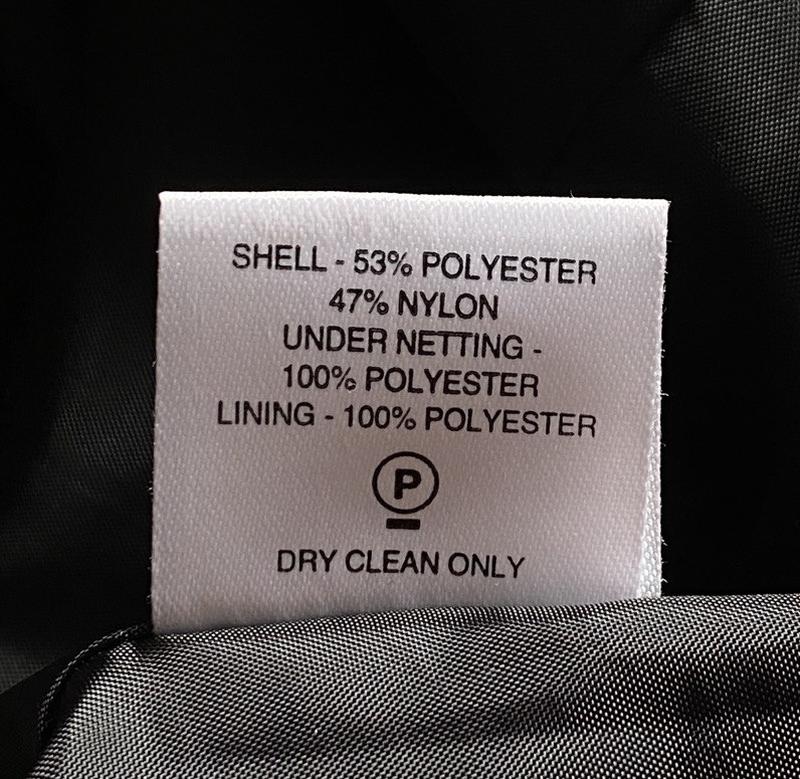 SHELL - 53% POLYESTER
47% NYLON
UNDER NETTING -
100% POLYESTER
LINING - 100% POLYESTER
P
DRY CLEAN ONLY